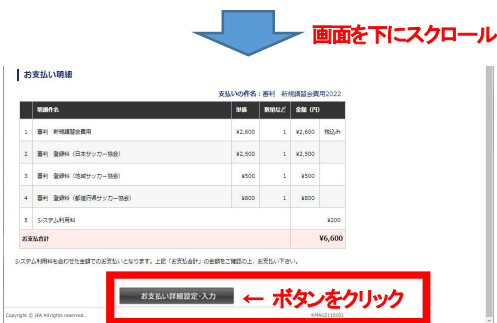 画面を下にスクロール
お支払い明細
支払いの件名：審判 新規講習会費用2022
明細件名 単価 数量など 金額（円）
1 審判 新規講習会費用 ¥2,600 1 ¥2,600 税込み
2 審判 登録料（日本サッカー協会） ¥2,500 1 ¥2,500
3 審判 登録料（地域サッカー協会） ¥500 1 ¥500
4 審判 登録料（都道府県サッカー協会） ¥800 1 ¥800
5 システム利用料 ¥200
お支払合計 ¥6,600
システム利用料も合わせた金額でのお支払いとなります。上記「お支払合計」の金額をご確認の上、お支払い下さい。
お支払い詳細設定・入力 ← ボタンをクリック
Copyright © JFA All rights reserved. KMAU2110101